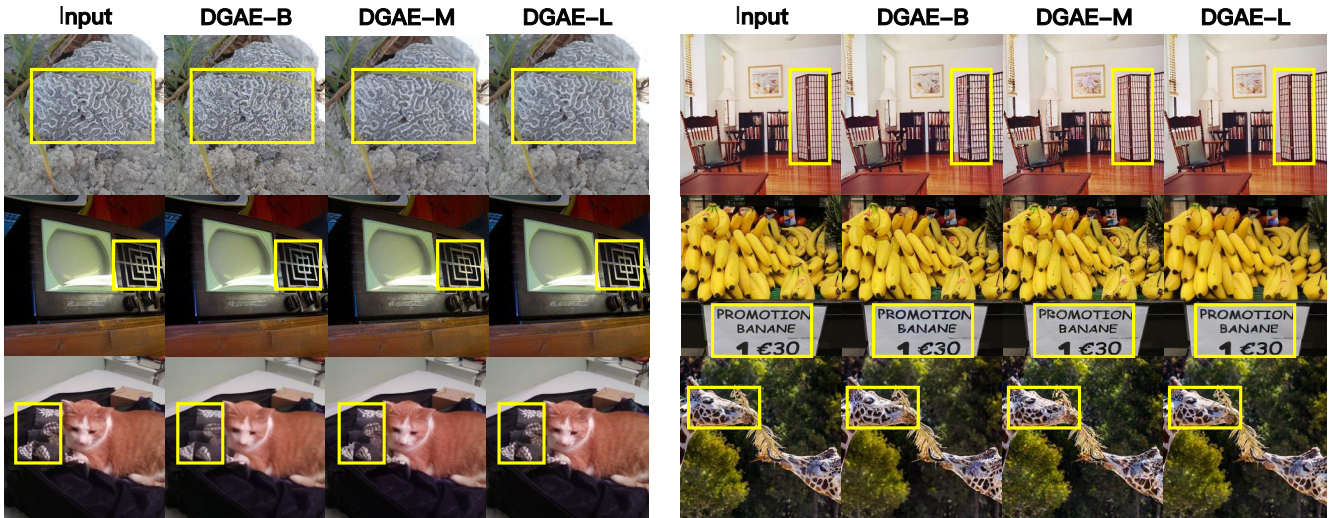 Input DGAE-B DGAE-M DGAE-L Input DGAE-B DGAE-M DGAE-L
PROMOTION PROMOTION PROMOTION PROMOTION
BANANE BANANE BANANE BANANE
1 €30 1 €30 1 €30 1 €30